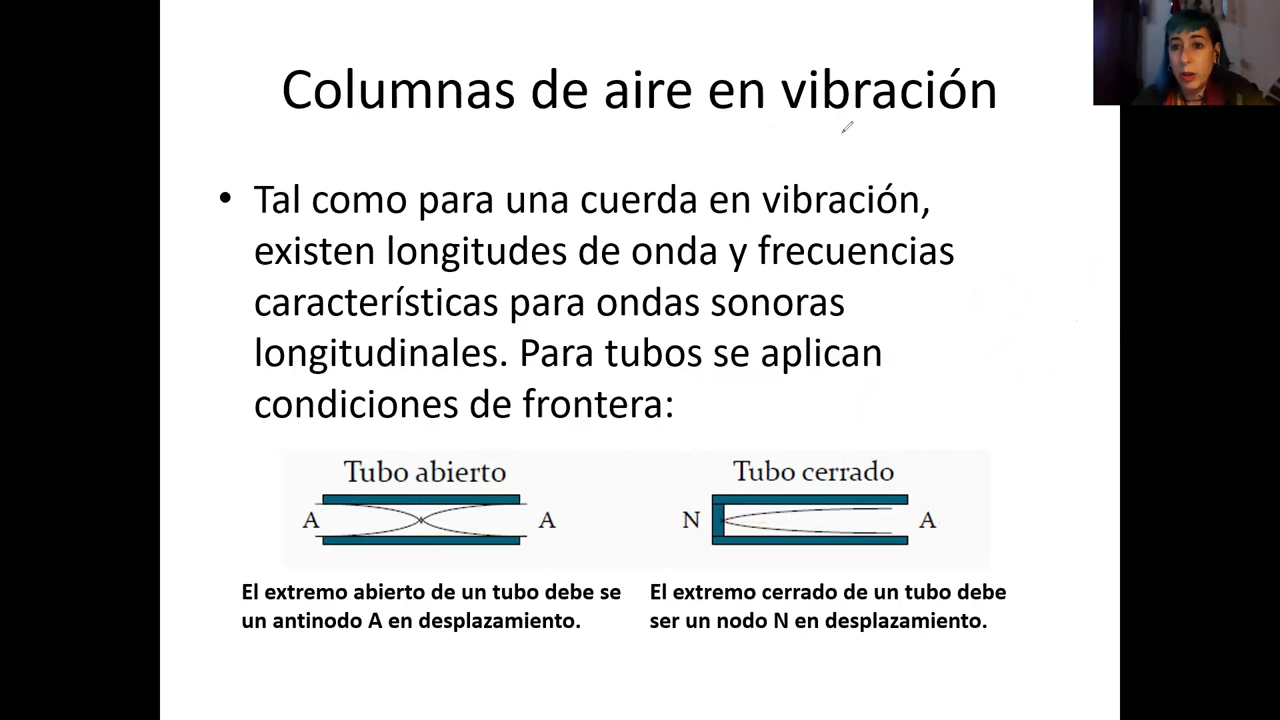 Columnas de aire en vibración
• Tal como para una cuerda en vibración,
existen longitudes de onda y frecuencias
características para ondas sonoras
longitudinales. Para tubos se aplican
condiciones de frontera:
Tubo abierto
A A
Tubo cerrado
N A
El extremo abierto de un tubo debe se
un antinodo A en desplazamiento.
El extremo cerrado de un tubo debe
ser un nodo N en desplazamiento.